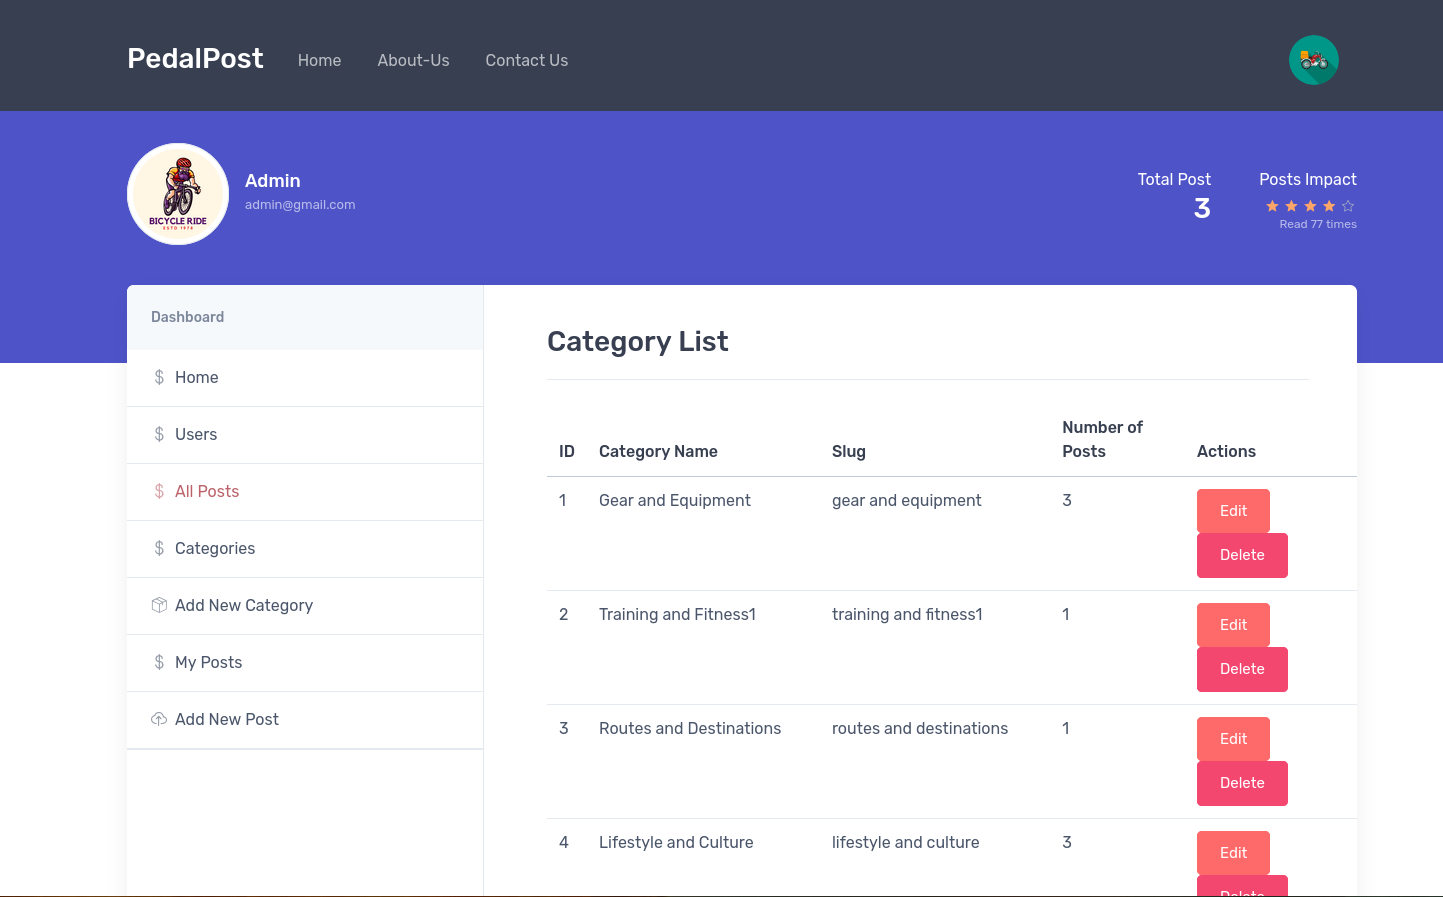 PedalPost
Home
About-Us
Contact Us
BICYCLE RIDE
Admin
admin@gmail.com
Total Post
3
Posts Impact
Read 77 times
Dashboard
Home
Users
All Posts
Categories
Add New Category
My Posts
Add New Post
Category List
ID Category Name Slug Number of Posts Actions
1 Gear and Equipment gear and equipment 3 Edit
Delete
2 Training and Fitness1 training and fitness1 1 Edit
Delete
3 Routes and Destinations routes and destinations 1 Edit
Delete
4 Lifestyle and Culture lifestyle and culture 3 Edit
Delete